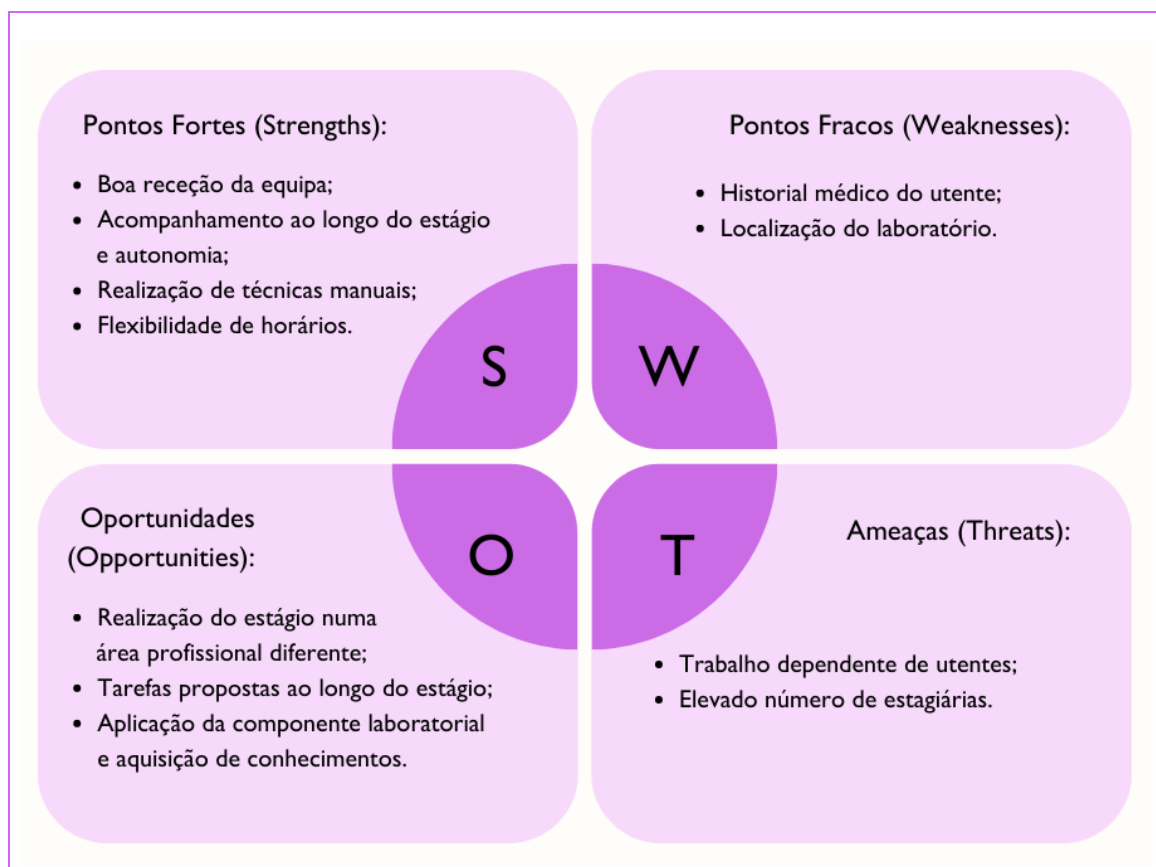 Pontos Fortes (Strengths):
• Boa receção da equipa;
• Acompanhamento ao longo do estágio
e autonomia;
• Realização de técnicas manuais;
• Flexibilidade de horários.
S
Pontos Fracos (Weaknesses):
• Historial médico do utente;
• Localização do laboratório.
W
Oportunidades
(Opportunities):
O
• Realização do estágio numa
área profissional diferente;
• Tarefas propostas ao longo do estágio;
• Aplicação da componente laboratorial
e aquisição de conhecimentos.
Ameaças (Threats):
T
• Trabalho dependente de utentes;
• Elevado número de estagiárias.